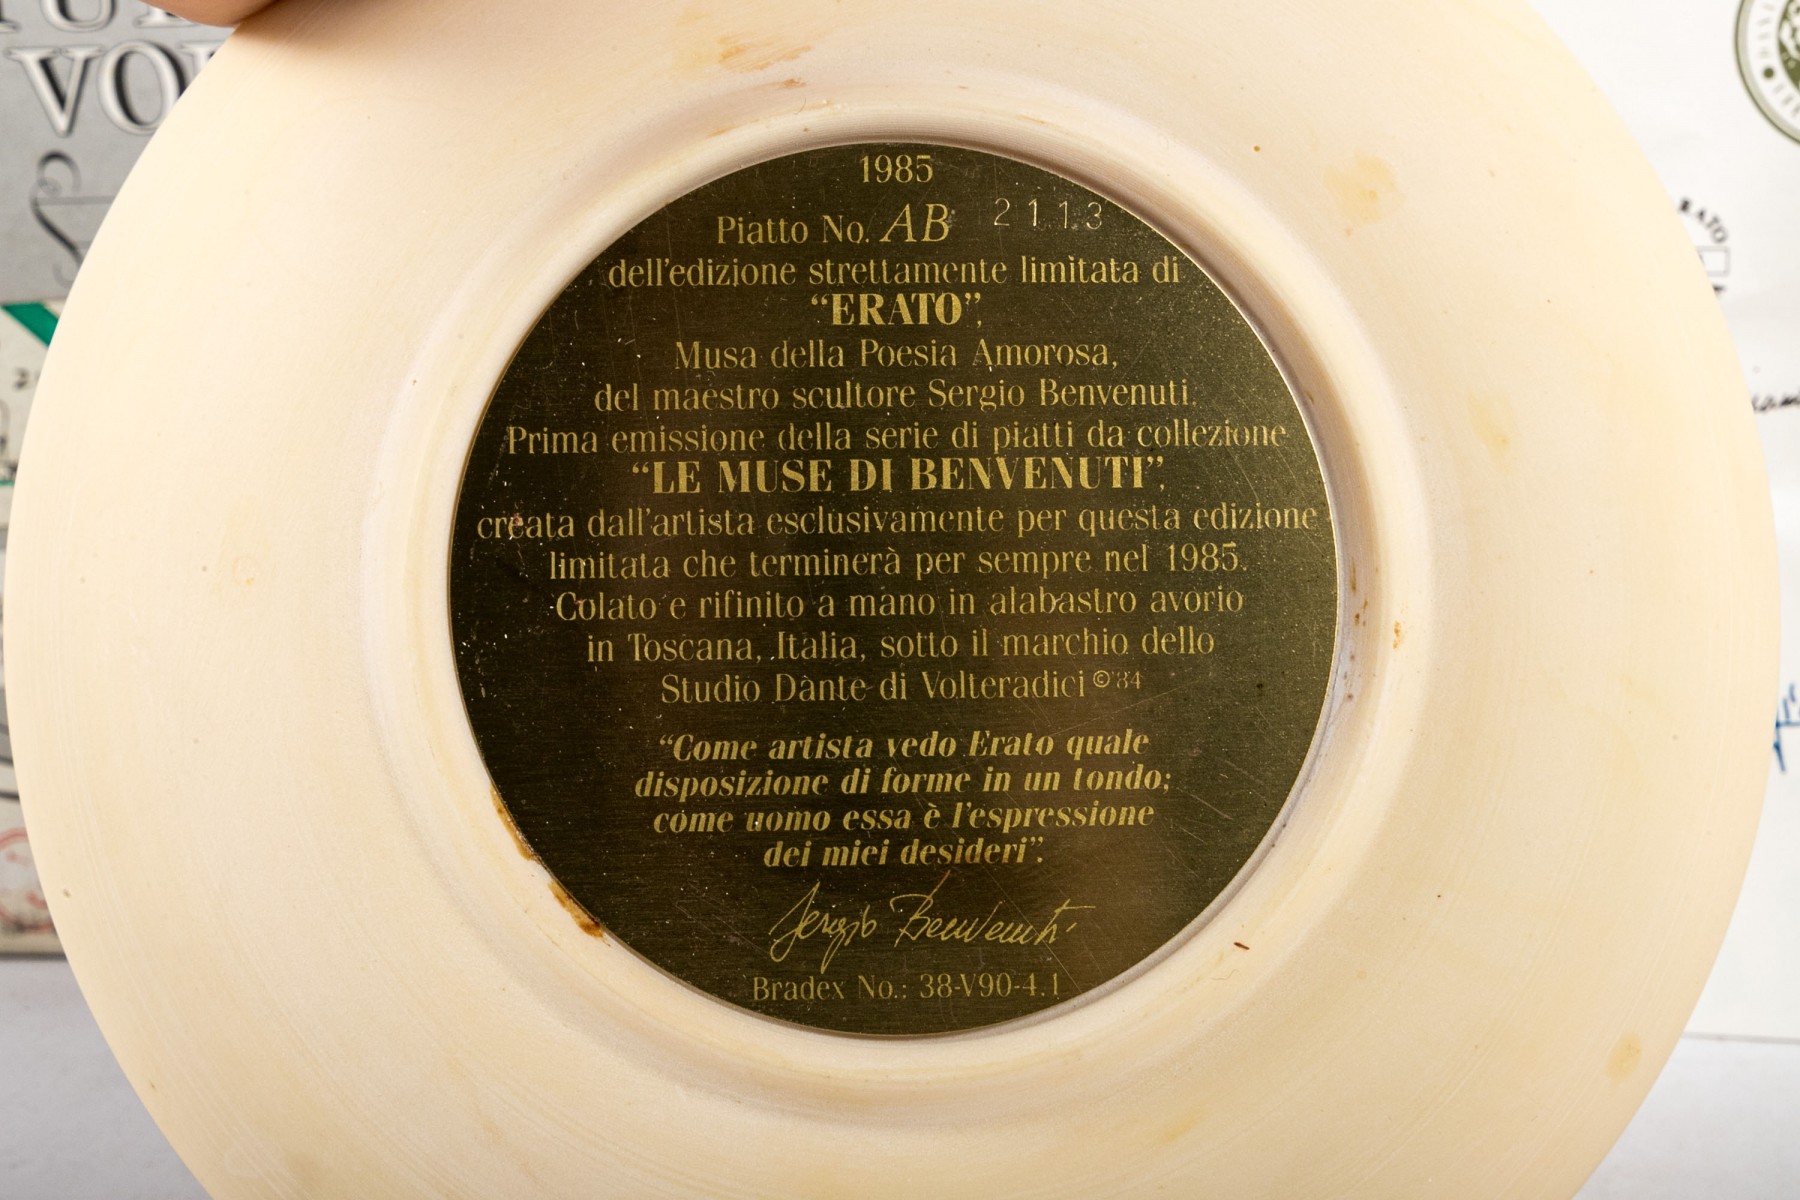 1985
Piatto No. AB 2113
dell'edizione strettamente limitata di
“ERATO”,
Musa della Poesia Amorosa,
del maestro scultore Sergio Benvenuti.
Prima emissione della serie di piatti da collezione
“LE MUSE DI BENVENUTI”,
creata dall'artista esclusivamente per questa edizione
limitata che terminerà per sempre nel 1985.
Colato e rifinito a mano in alabastro avorio
in Toscana, Italia, sotto il marchio dello
Studio Dante di Volteradici ©'84
“Come artista vedo Erato quale
disposizione di forme in un tondo;
come uomo essa è l'espressione
dei miei desideri”.
Sergio Benvenuti
Bradex No.: 38-V90-4.1